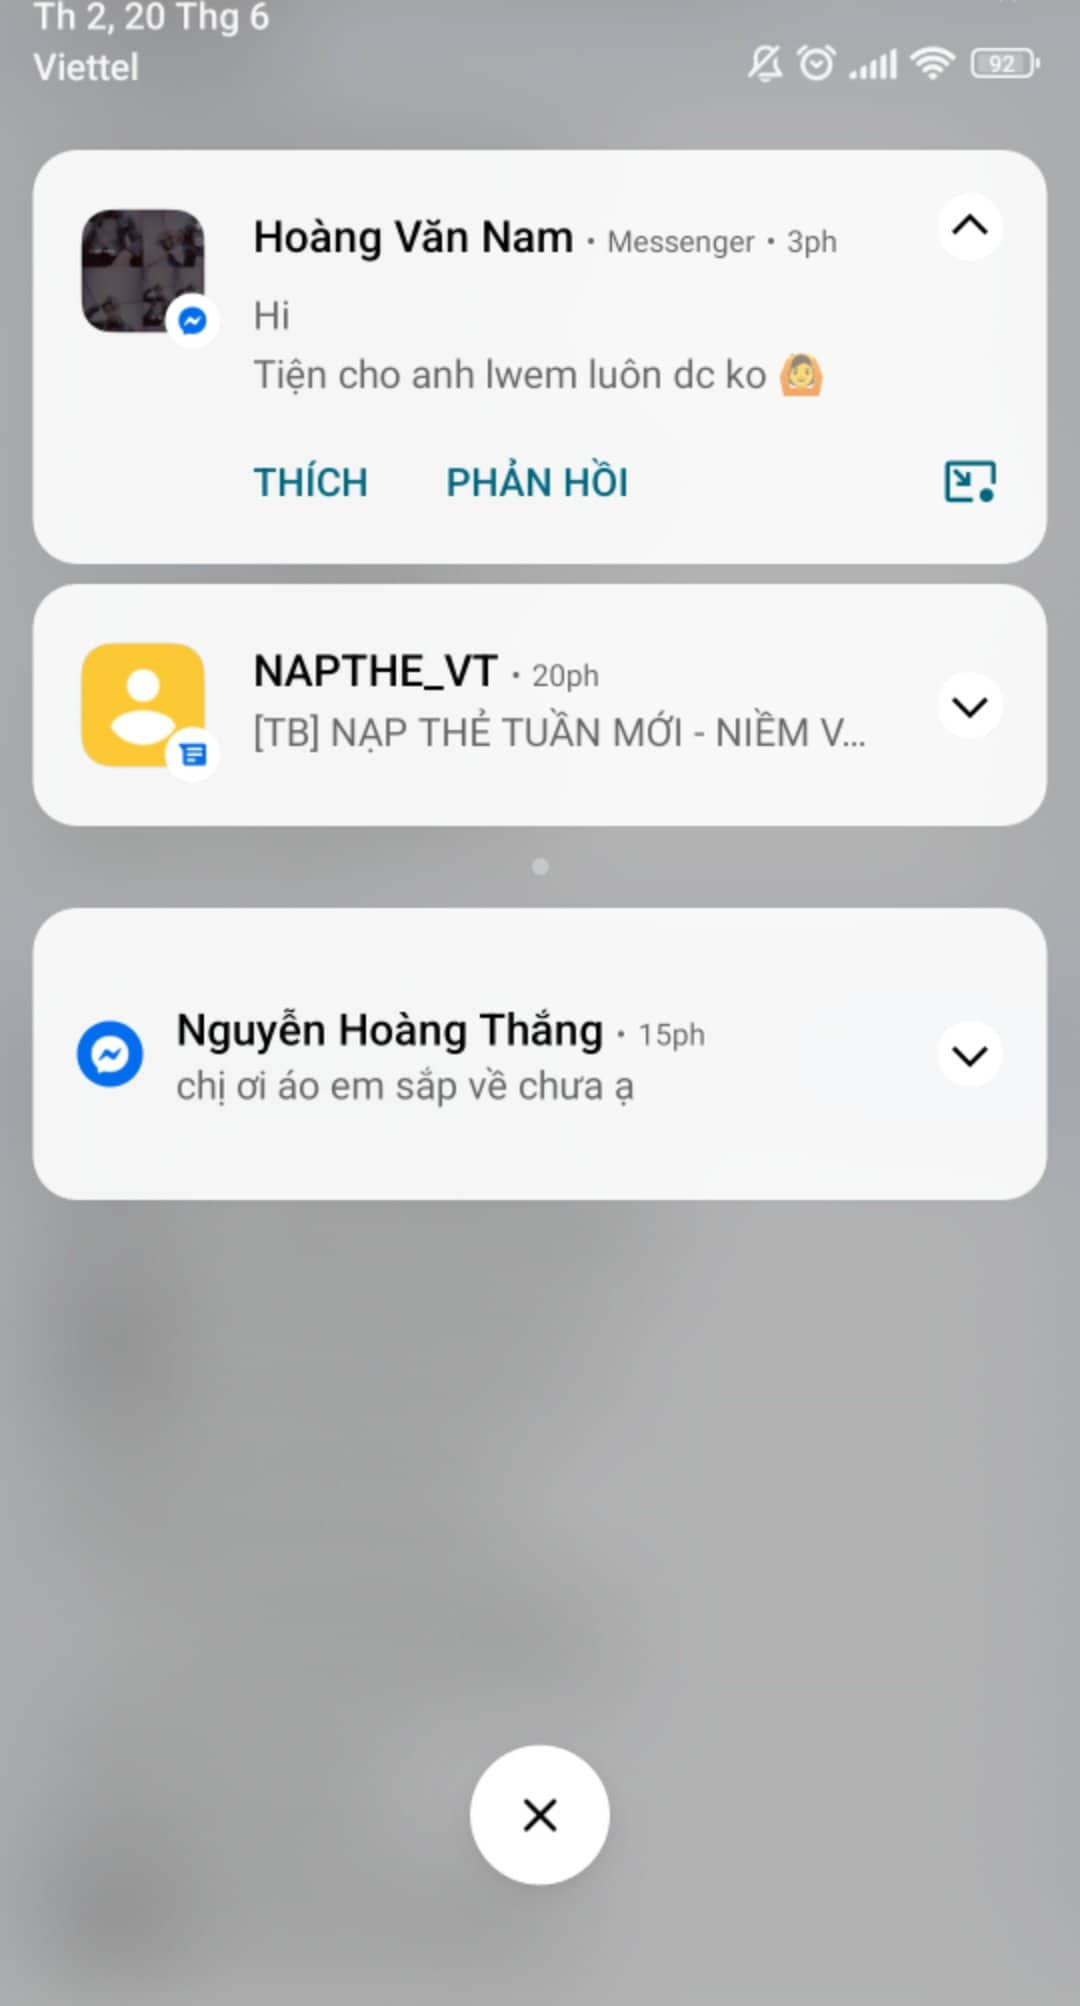 Th 2, 20 Thg 6
Viettel
92
Hoàng Văn Nam · Messenger · 3ph
Hi
Tiện cho anh lwem luôn dc ko 🙆
THÍCH PHẢN HỒI
NAPTHE_VT · 20ph
[TB] NẠP THẺ TUẦN MỚI - NIỀM V...
Nguyễn Hoàng Thắng · 15ph
chị ơi áo em sắp về chưa ạ